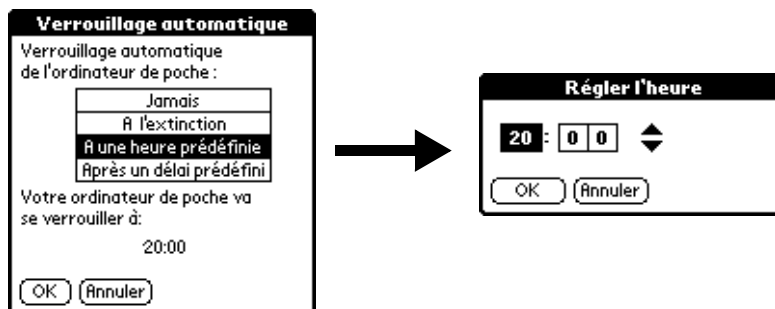 Verrouillage automatique
Verrouillage automatique
de l'ordinateur de poche :
Jamais
A l'extinction
A une heure prédéfinie
Après un délai prédéfini
Votre ordinateur de poche va
se verrouiller à:
20:00
OK Annuler
Régler l'heure
20 : 0 0
OK Annuler